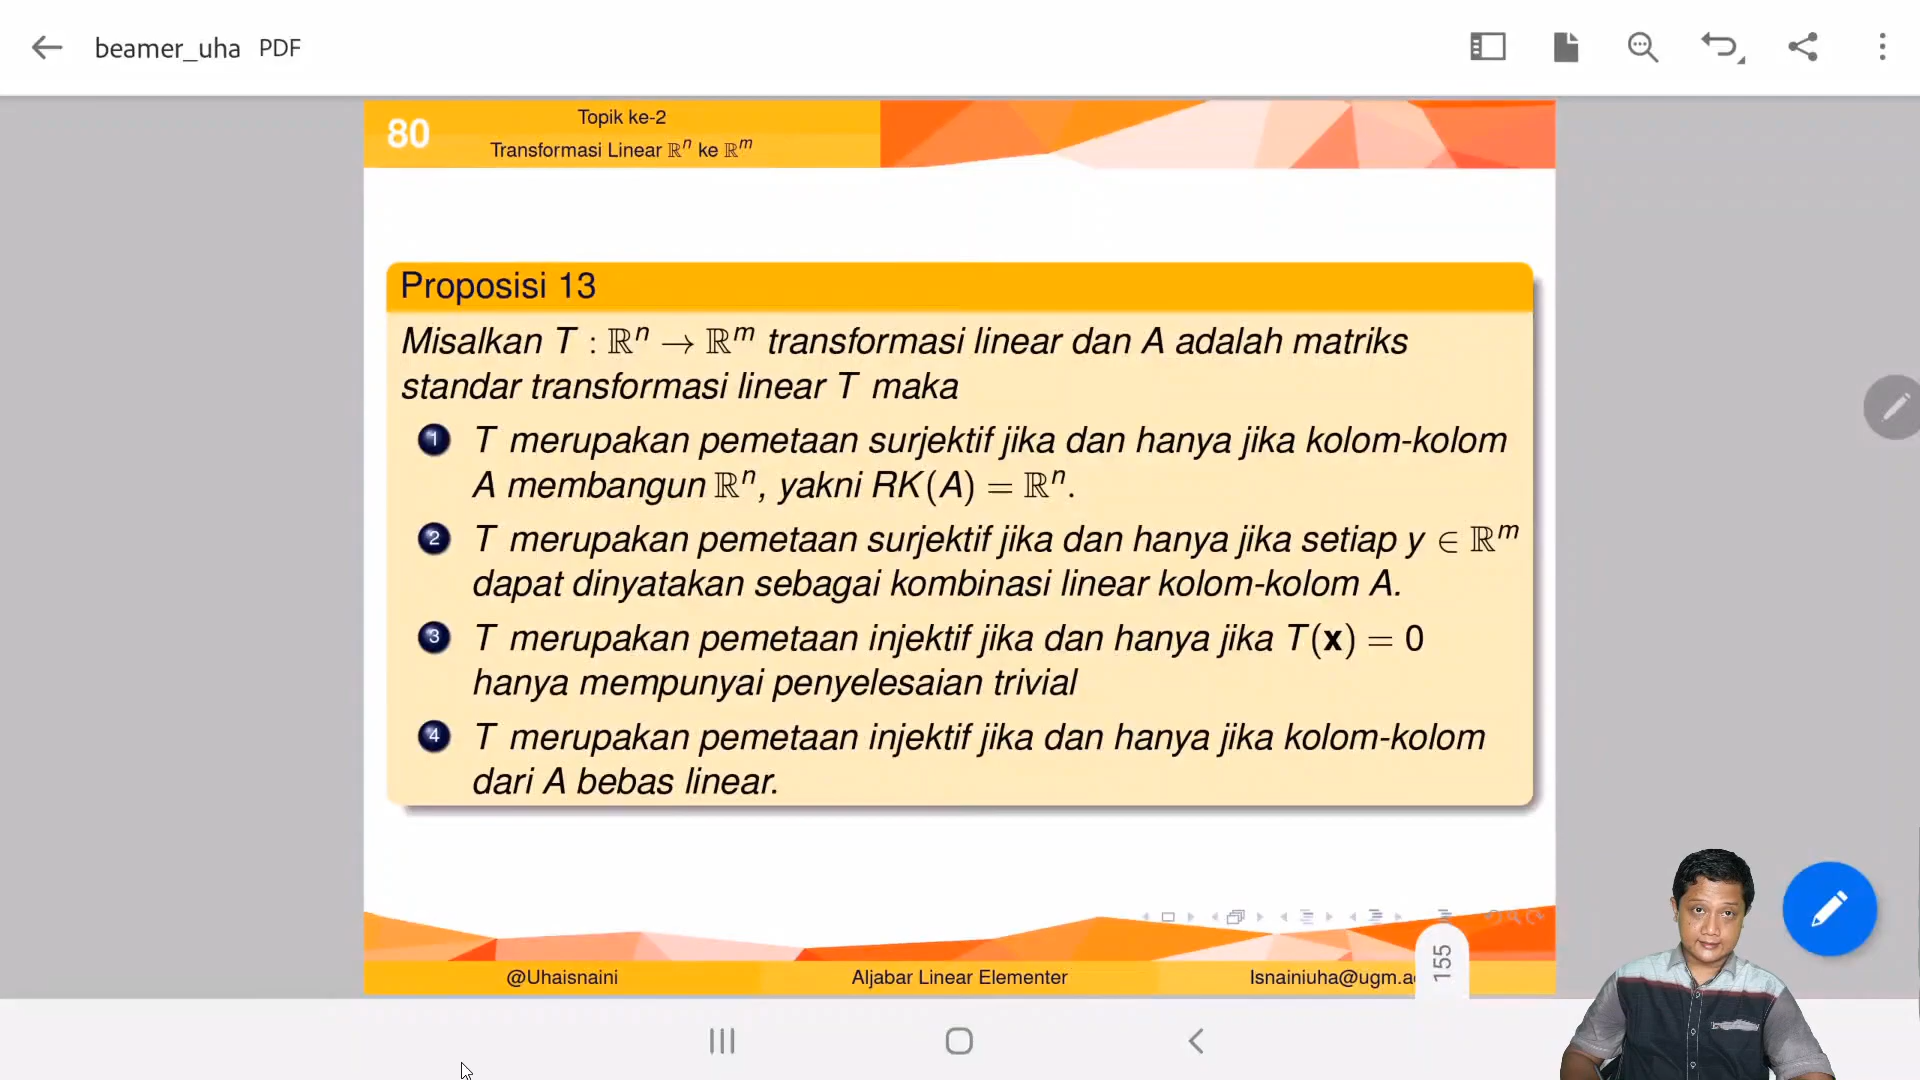 beamer_uha PDF
80
Topik ke-2
Transformasi Linear ℝⁿ ke ℝᵐ
Proposisi 13
Misalkan T : ℝⁿ → ℝᵐ transformasi linear dan A adalah matriks
standar transformasi linear T maka
1 T merupakan pemetaan surjektif jika dan hanya jika kolom-kolom
A membangun ℝⁿ, yakni RK(A) = ℝⁿ.
2 T merupakan pemetaan surjektif jika dan hanya jika setiap y ∈ ℝᵐ
dapat dinyatakan sebagai kombinasi linear kolom-kolom A.
3 T merupakan pemetaan injektif jika dan hanya jika T(x) = 0
hanya mempunyai penyelesaian trivial
4 T merupakan pemetaan injektif jika dan hanya jika kolom-kolom
dari A bebas linear.
155
@Uhaisnaini
Aljabar Linear Elementer
Isnainiuha@ugm.a